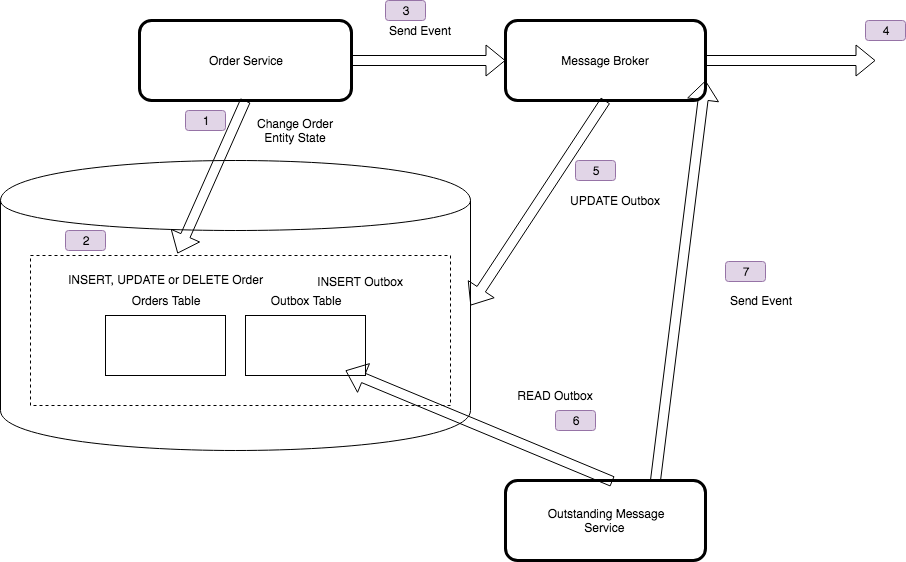 3
Send Event
4
Order Service
Message Broker
1
Change Order
Entity State
5
UPDATE Outbox
2
INSERT, UPDATE or DELETE Order
INSERT Outbox
Orders Table
Outbox Table
7
Send Event
READ Outbox
6
Outstanding Message
Service